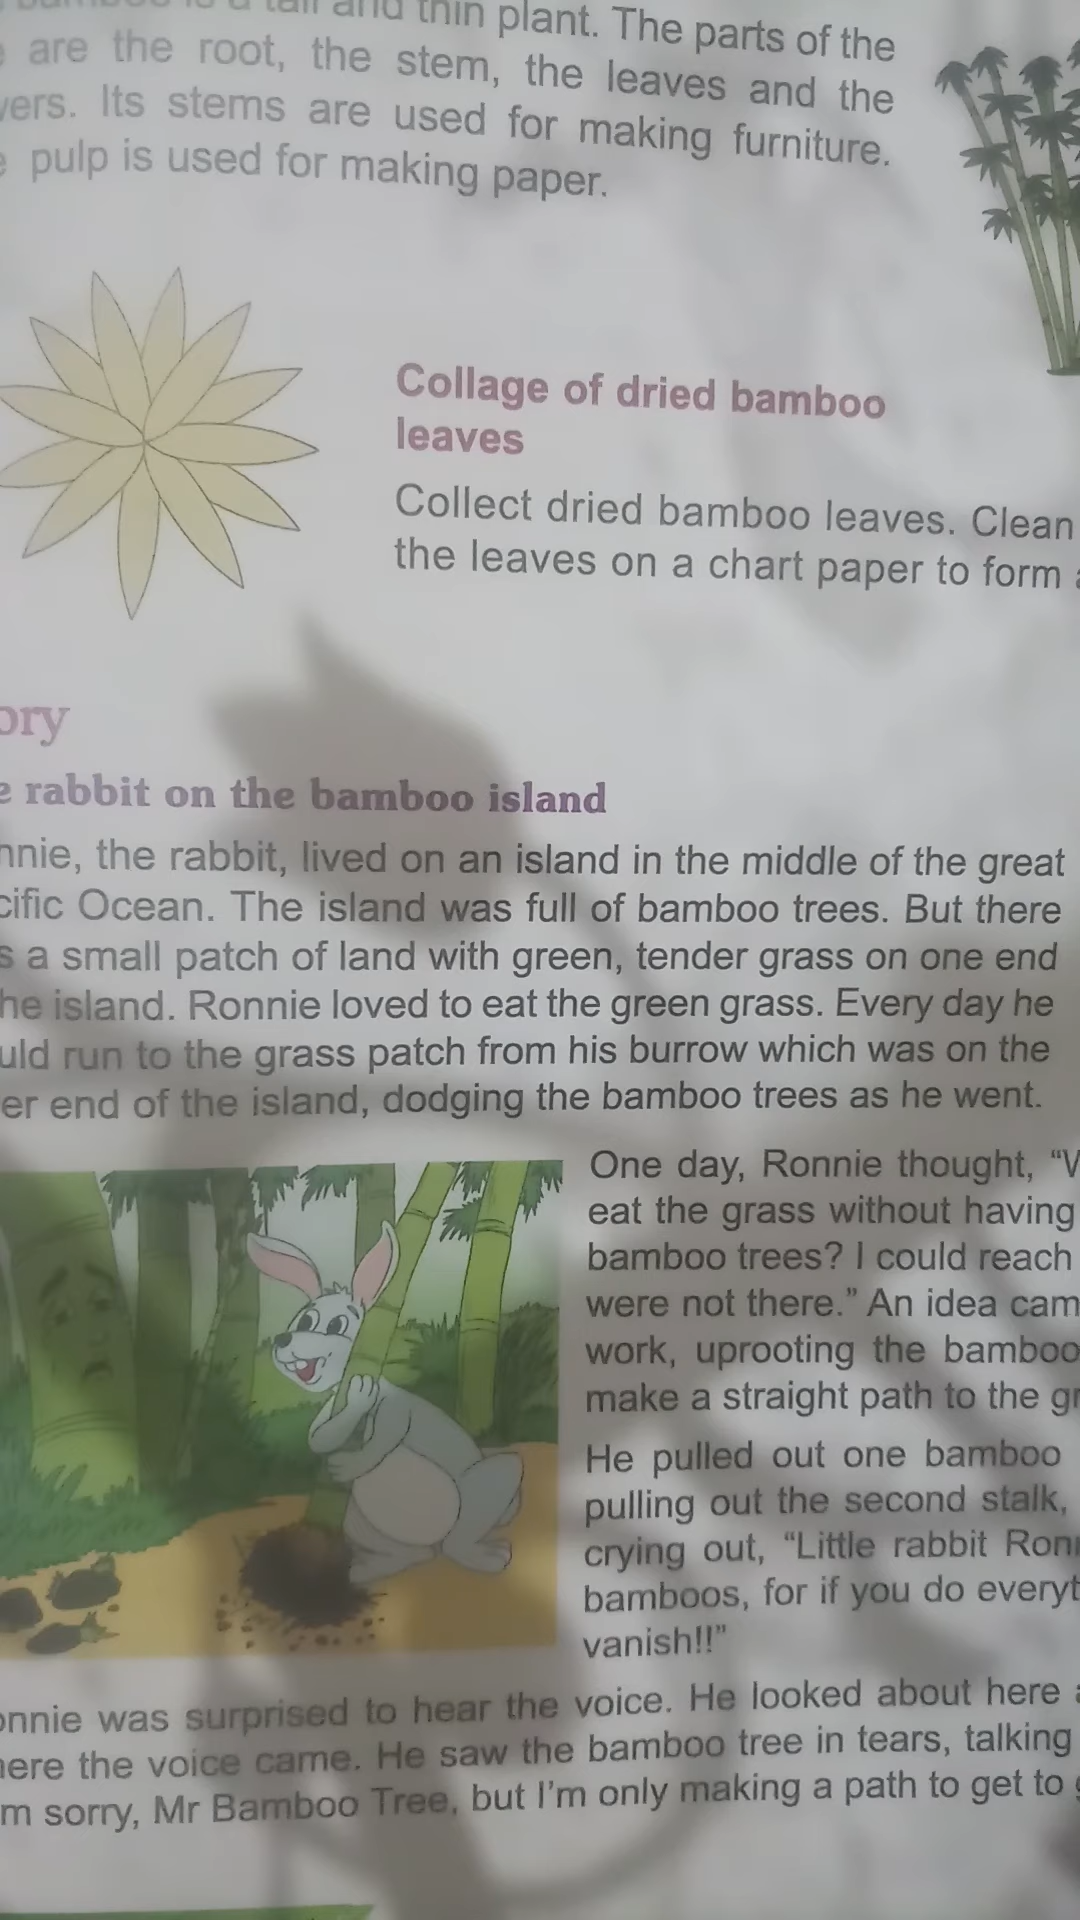 thin plant. The parts of the
are the root, the stem, the leaves and the
Its stems are used for making furniture.
pulp is used for making paper.
Collage of dried bamboo
leaves
Collect dried bamboo leaves. Clean
the leaves on a chart paper to form
rabbit on the bamboo island
the rabbit, lived on an island in the middle of the great
Ocean. The island was full of bamboo trees. But there
a small patch of land with green, tender grass on one end
island. Ronnie loved to eat the green grass. Every day he
run to the grass patch from his burrow which was on the
end of the island, dodging the bamboo trees as he went.
One day, Ronnie thought, “
eat the grass without having
bamboo trees? I could reach
were not there.” An idea
work, uprooting the bamboo
make a straight path to the
He pulled out one bamboo
pulling out the second stalk,
crying out, “Little rabbit
bamboos, for if you do
vanish!!”
was surprised to hear the voice. He looked about here
the voice came. He saw the bamboo tree in tears, talking
sorry, Mr Bamboo Tree, but I’m only making a path to get to